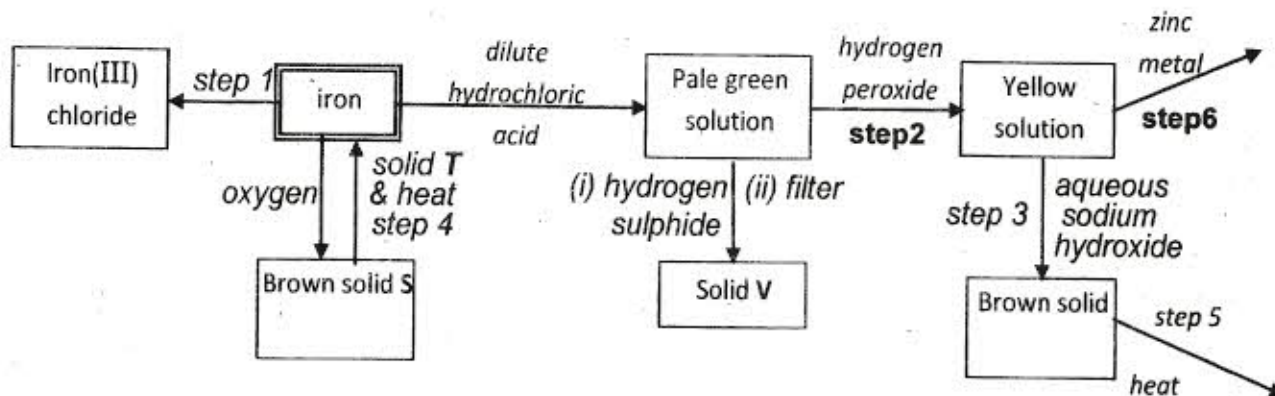 Iron(III)
chloride
step 1
iron
dilute
hydrochloric
acid
Pale green
solution
hydrogen
peroxide
step2
Yellow
solution
zinc
metal
step6
oxygen
solid T
& heat
step 4
Brown solid S
(i) hydrogen (ii) filter
sulphide
Solid V
step 3
aqueous
sodium
hydroxide
Brown solid
step 5
heat